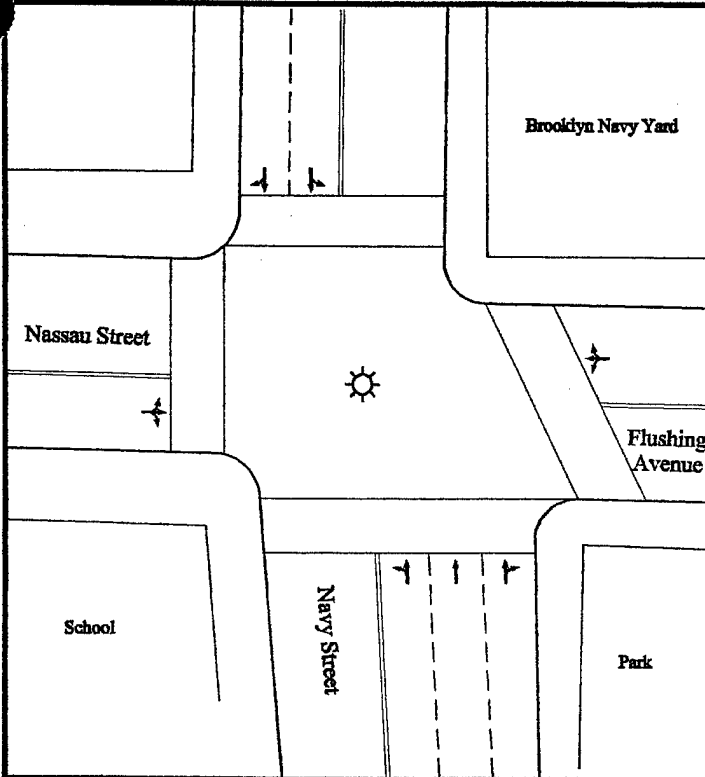 Brooklyn Navy Yard
Nassau Street
Flushing
Avenue
Navy Street
School
Park